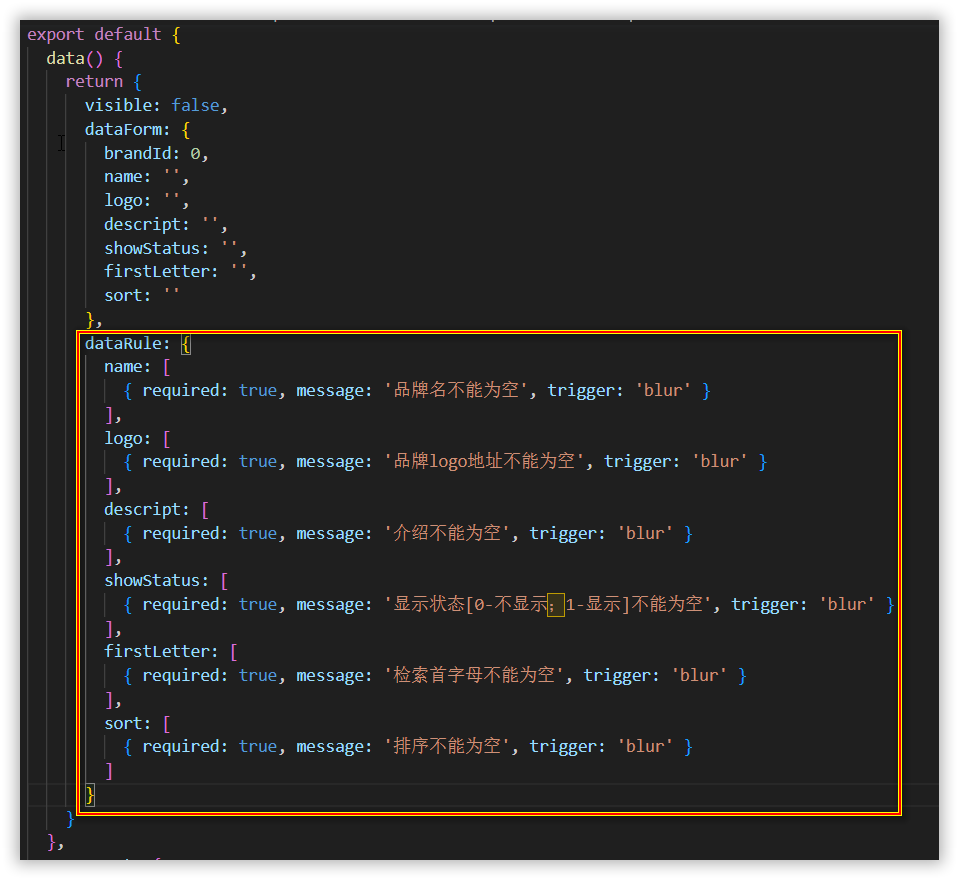 export default {
data() {
return {
visible: false,
dataForm: {
brandId: 0,
name: '',
logo: '',
descript: '',
showStatus: '',
firstLetter: '',
sort: ''
},
dataRule: {
name: [
{ required: true, message: '品牌名不能为空', trigger: 'blur' }
],
logo: [
{ required: true, message: '品牌logo地址不能为空', trigger: 'blur' }
],
descript: [
{ required: true, message: '介绍不能为空', trigger: 'blur' }
],
showStatus: [
{ required: true, message: '显示状态[0-不显示；1-显示]不能为空', trigger: 'blur' }
],
firstLetter: [
{ required: true, message: '检索首字母不能为空', trigger: 'blur' }
],
sort: [
{ required: true, message: '排序不能为空', trigger: 'blur' }
]
}
}
},